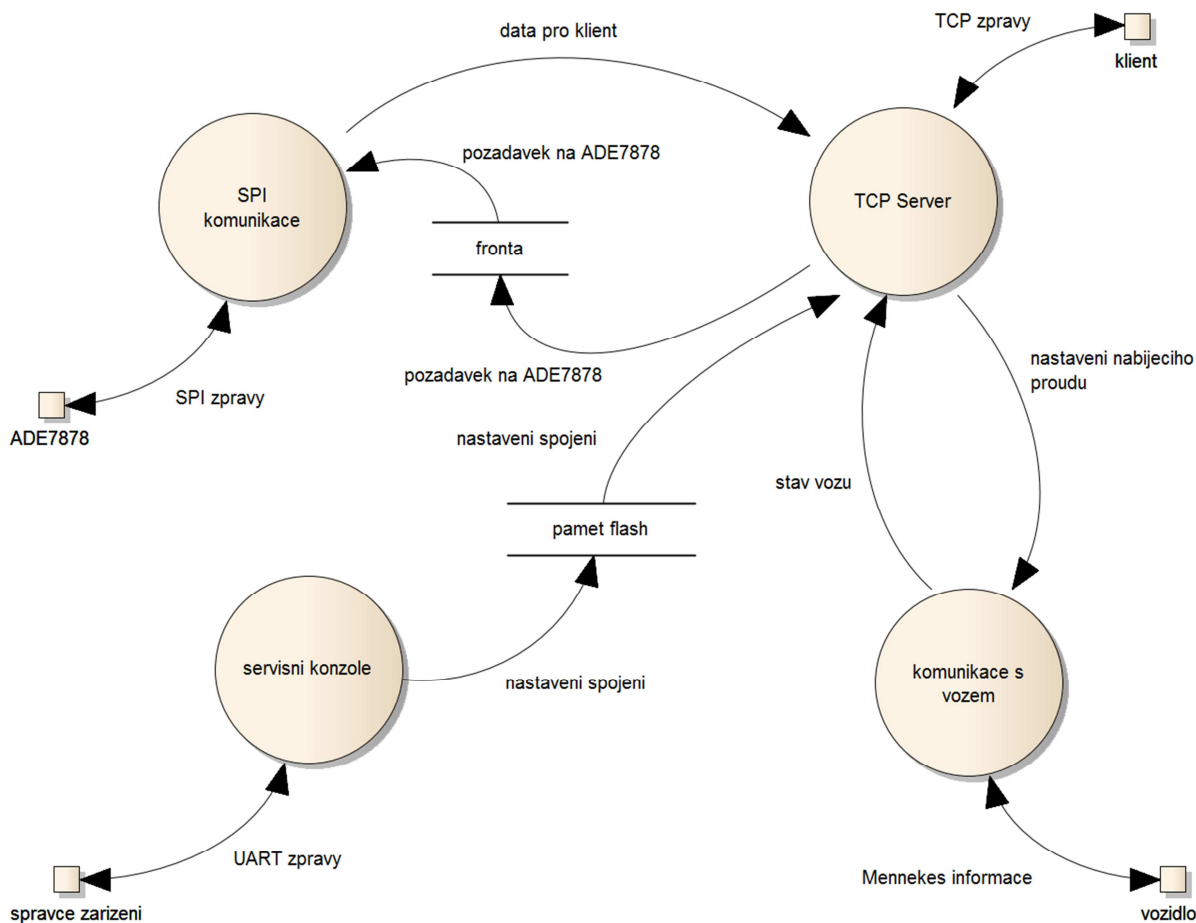 data pro klient
TCP zpravy
klient
pozadavek na ADE7878
SPI
komunikace
TCP Server
fronta
pozadavek na ADE7878
nastaveni nabijeciho
proudu
SPI zpravy
ADE7878
nastaveni spojeni
stav vozu
pamet flash
servisni konzole
nastaveni spojeni
komunikace s
vozem
UART zpravy
Mennekes informace
spravce zarizeni
vozidlo